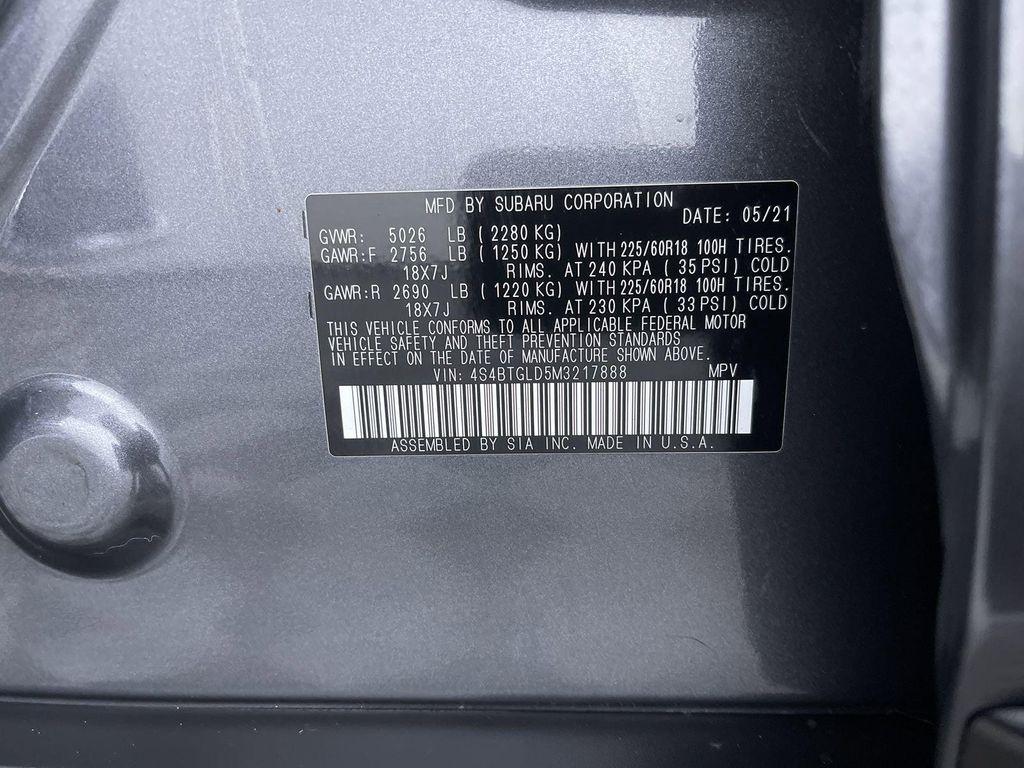 MFD BY SUBARU CORPORATION
DATE: 05/21
GVWR: 5026 LB ( 2280 KG)
GAWR:F 2756 LB ( 1250 KG) WITH 225/60R18 100H TIRES.
18X7J RIMS. AT 240 KPA ( 35 PSI) COLD
GAWR:R 2690 LB ( 1220 KG) WITH 225/60R18 100H TIRES.
18X7J RIMS. AT 230 KPA ( 33 PSI) COLD
THIS VEHICLE CONFORMS TO ALL APPLICABLE FEDERAL MOTOR
VEHICLE SAFETY AND THEFT PREVENTION STANDARDS
IN EFFECT ON THE DATE OF MANUFACTURE SHOWN ABOVE.
VIN: 4S4BTGLD5M3217888 MPV
ASSEMBLED BY SIA INC. MADE IN U.S.A.